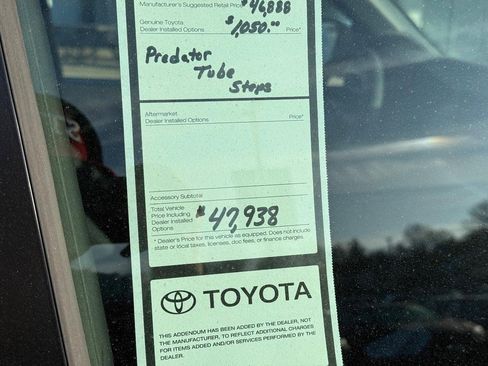 Manufacturer's Suggested Retail Price $46,888
Genuine Toyota $1,050.00
Dealer Installed Options Price*
Predator
Tube
Steps
Aftermarket
Dealer Installed Options Price*
Accessory Subtotal
Total Vehicle
Price Including
Dealer Installed
Options $47,938
* Dealer's Price for this vehicle as equipped. Does not include
state or local taxes, licenses, doc fees, or finance charges.
TOYOTA
THIS ADDENDUM HAS BEEN ADDED BY THE DEALER, NOT
THE MANUFACTURER, TO REFLECT ADDITIONAL CHARGES
FOR ITEMS ADDED AND/OR SERVICES PERFORMED BY THE
DEALER.